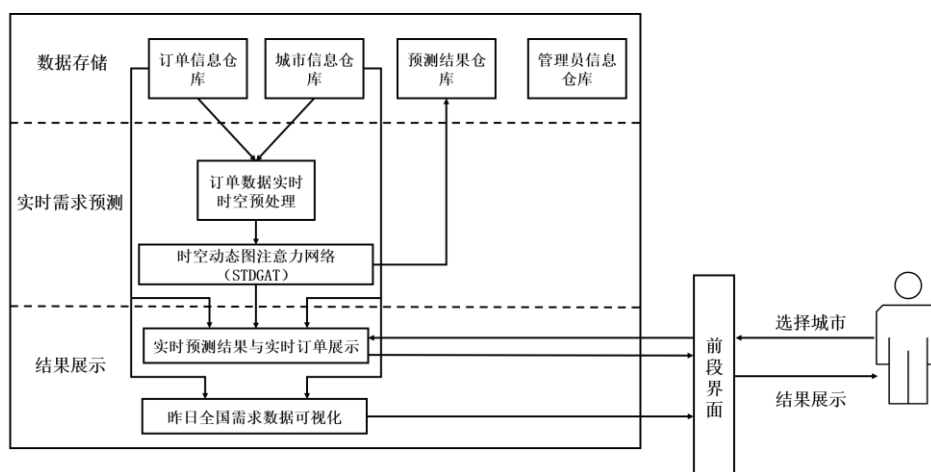 数据存储
订单信息仓
库
城市信息仓
库
预测结果仓
库
管理员信息
仓库
实时需求预测
订单数据实时
时空预处理
时空动态图注意力网络
（STDGAT）
结果展示
实时预测结果与实时订单展示
昨日全国需求数据可视化
前
段
界
面
选择城市
结果展示